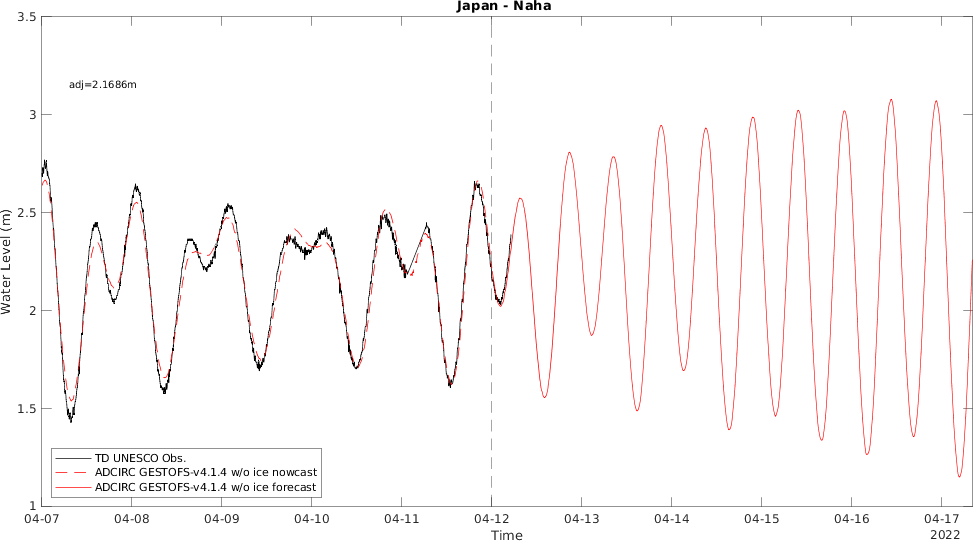 Japan - Naha
3.5
3
2.5
2
1.5
1
Water Level (m)
adj=2.1686m
TD UNESCO Obs.
ADCIRC GESTOFS-v4.1.4 w/o ice nowcast
ADCIRC GESTOFS-v4.1.4 w/o ice forecast
04-07 04-08 04-09 04-10 04-11 04-12 04-13 04-14 04-15 04-16 04-17
Time 2022